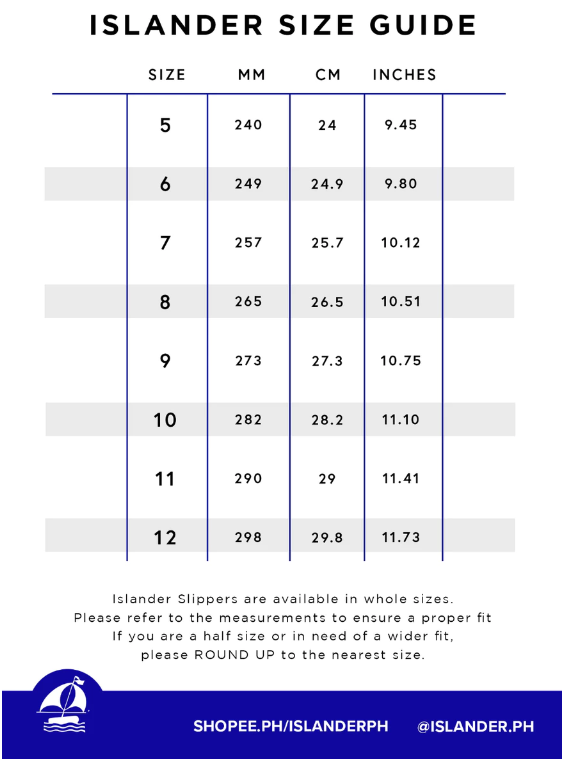 ISLANDER SIZE GUIDE
SIZE MM CM INCHES
5 240 24 9.45
6 249 24.9 9.80
7 257 25.7 10.12
8 265 26.5 10.51
9 273 27.3 10.75
10 282 28.2 11.10
11 290 29 11.41
12 298 29.8 11.73
Islander Slippers are available in whole sizes.
Please refer to the measurements to ensure a proper fit
If you are a half size or in need of a wider fit,
please ROUND UP to the nearest size.
SHOPEE.PH/ISLANDERPH @ISLANDER.PH